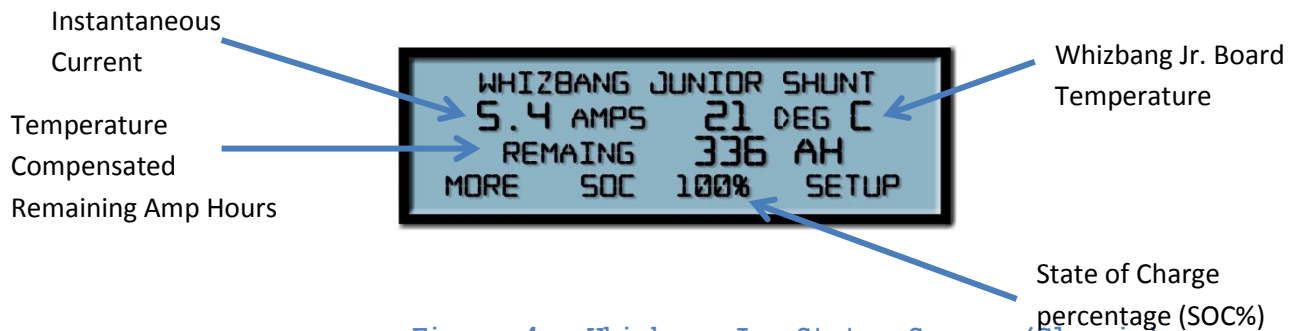 Instantaneous
Current
Temperature
Compensated
Remaining Amp Hours
WHIZBANG JUNIOR SHUNT
5.4 AMPS 21 DEG C
REMAING 336 AH
MORE SOC 100% SETUP
Whizbang Jr. Board
Temperature
State of Charge
percentage (SOC%)